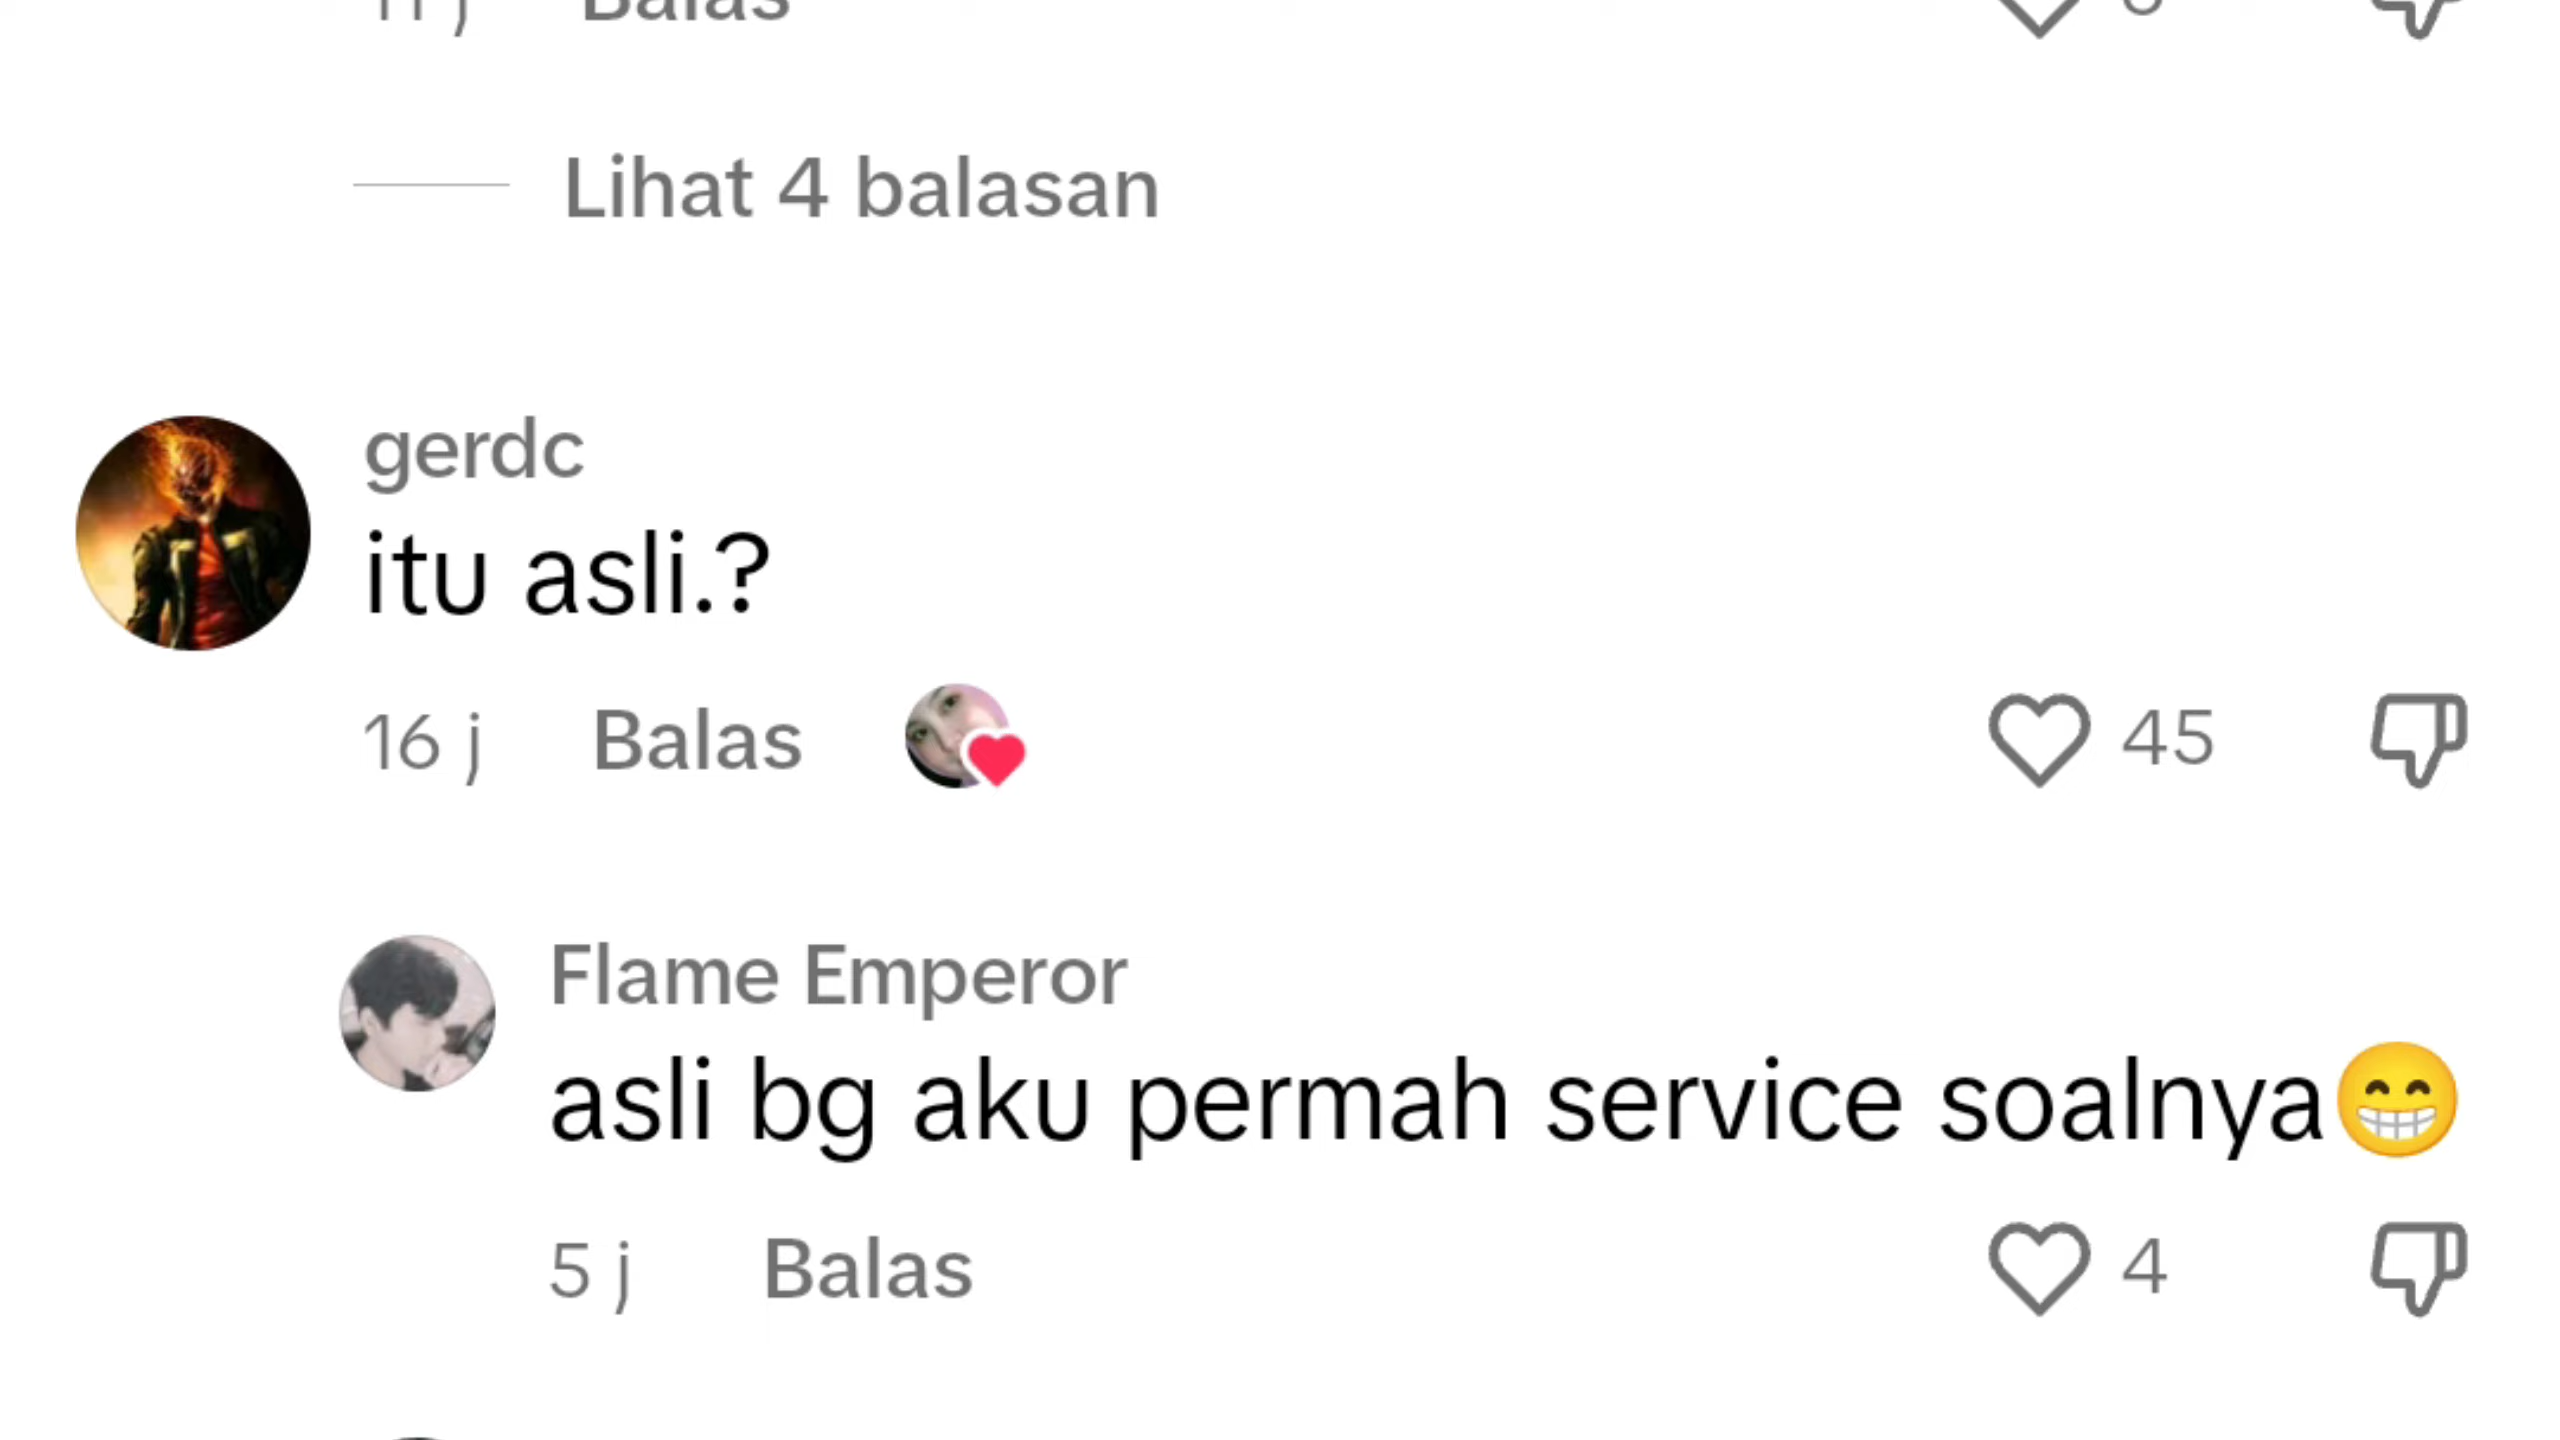 Balas
Lihat 4 balasan
gerdc
itu asli.?
16 j Balas 45
Flame Emperor
asli bg aku permah service soalnya😁
5 j Balas 4